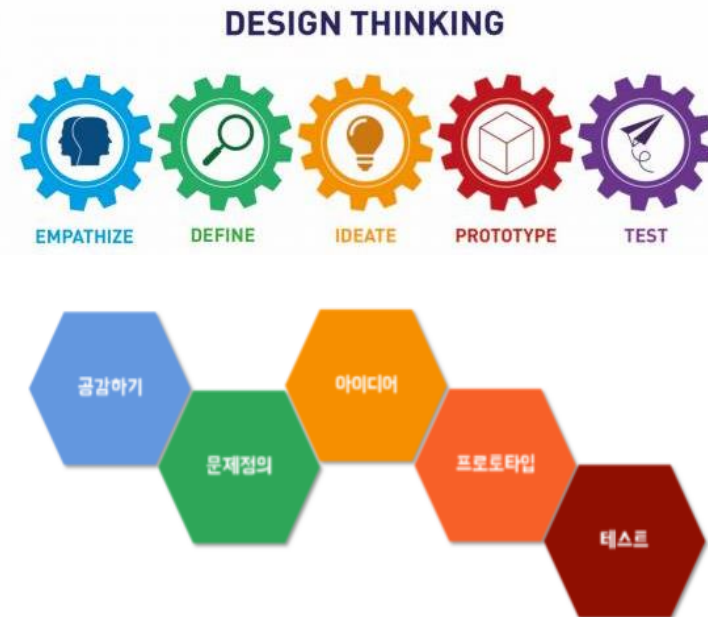 DESIGN THINKING
EMPATHIZE DEFINE IDEATE PROTOTYPE TEST
공감하기
문제정의
아이디어
프로토타입
테스트